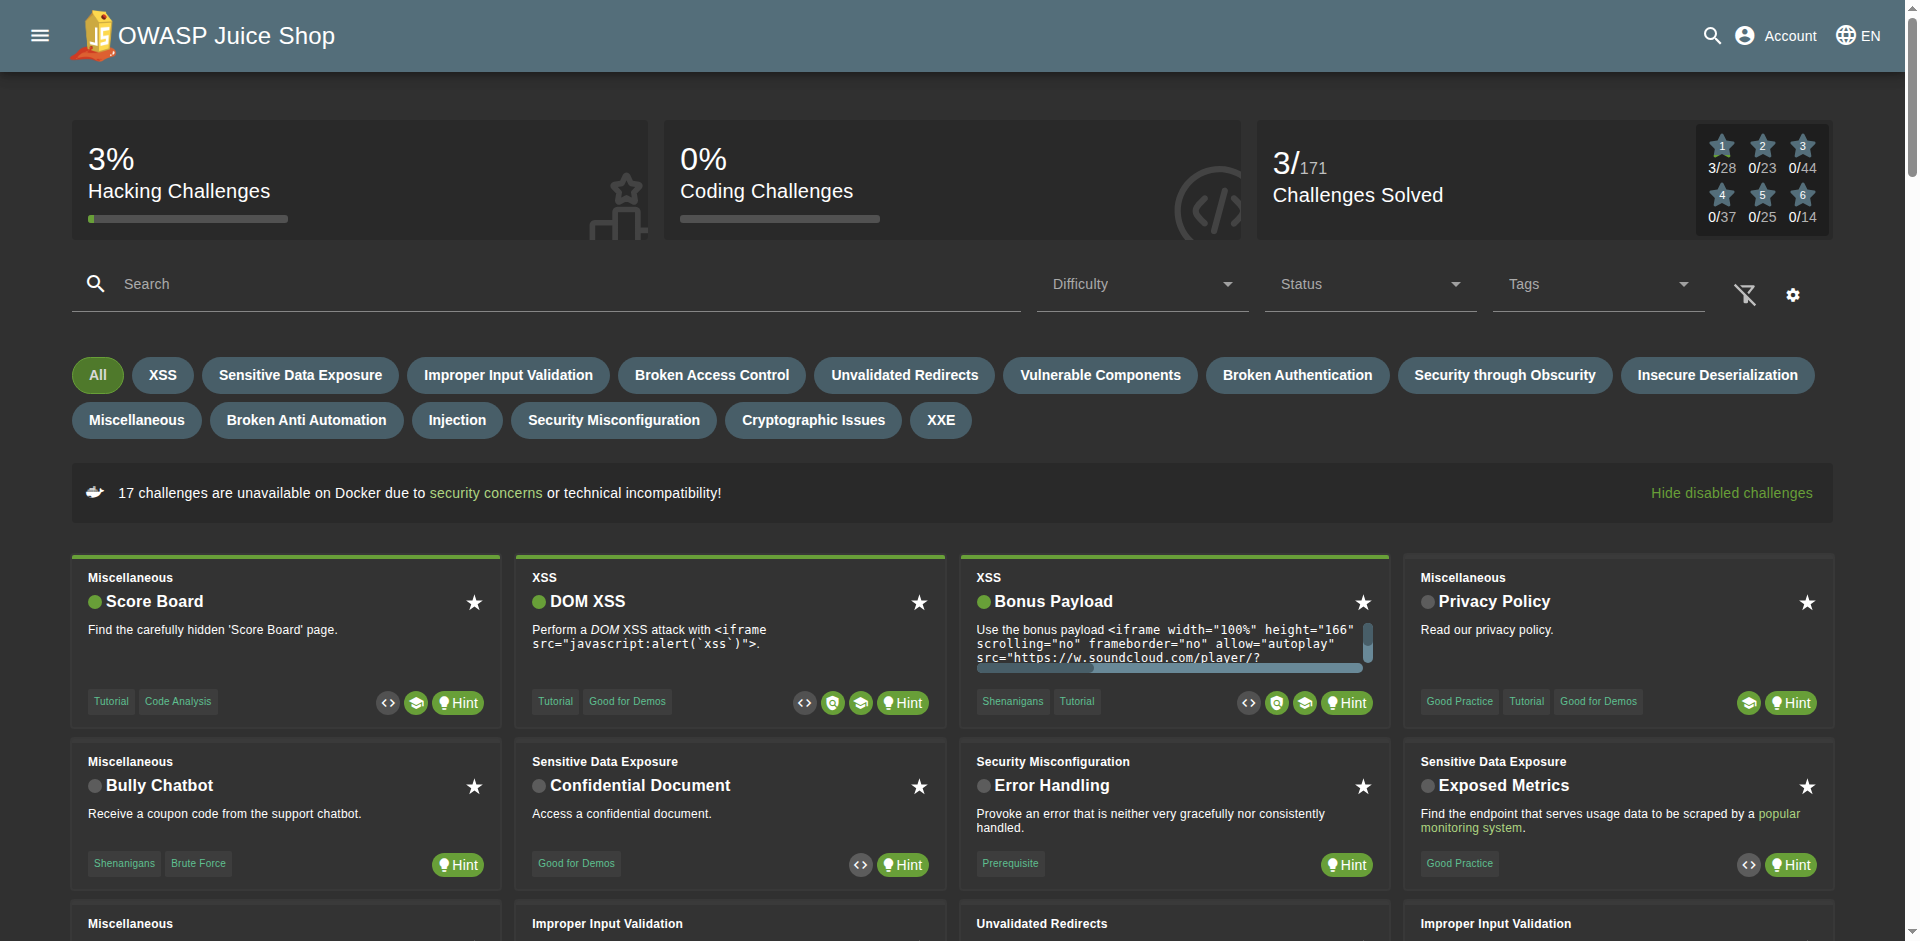 OWASP Juice Shop
Account
EN
3%
Hacking Challenges
0%
Coding Challenges
3/171
Challenges Solved
1 2 3
3/28 0/23 0/44
4 5 6
0/37 0/25 0/14
Search
Difficulty
Status
Tags
All XSS Sensitive Data Exposure Improper Input Validation Broken Access Control Unvalidated Redirects Vulnerable Components Broken Authentication Security through Obscurity Insecure Deserialization
Miscellaneous Broken Anti Automation Injection Security Misconfiguration Cryptographic Issues XXE
17 challenges are unavailable on Docker due to security concerns or technical incompatibility!
Hide disabled challenges
Miscellaneous
Score Board
Find the carefully hidden 'Score Board' page.
Tutorial Code Analysis Hint
XSS
DOM XSS
Perform a DOM XSS attack with <iframe
src="javascript:alert(`xss`)">.
Tutorial Good for Demos Hint
XSS
Bonus Payload
Use the bonus payload <iframe width="100%" height="166"
scrolling="no" frameborder="no" allow="autoplay"
src="https://w.soundcloud.com/player/?
Shenanigans Tutorial Hint
Miscellaneous
Privacy Policy
Read our privacy policy.
Good Practice Tutorial Good for Demos Hint
Miscellaneous
Bully Chatbot
Receive a coupon code from the support chatbot.
Shenanigans Brute Force Hint
Sensitive Data Exposure
Confidential Document
Access a confidential document.
Good for Demos Hint
Security Misconfiguration
Error Handling
Provoke an error that is neither very gracefully nor consistently
handled.
Prerequisite Hint
Sensitive Data Exposure
Exposed Metrics
Find the endpoint that serves usage data to be scraped by a popular
monitoring system.
Good Practice Hint
Miscellaneous
Improper Input Validation
Unvalidated Redirects
Improper Input Validation